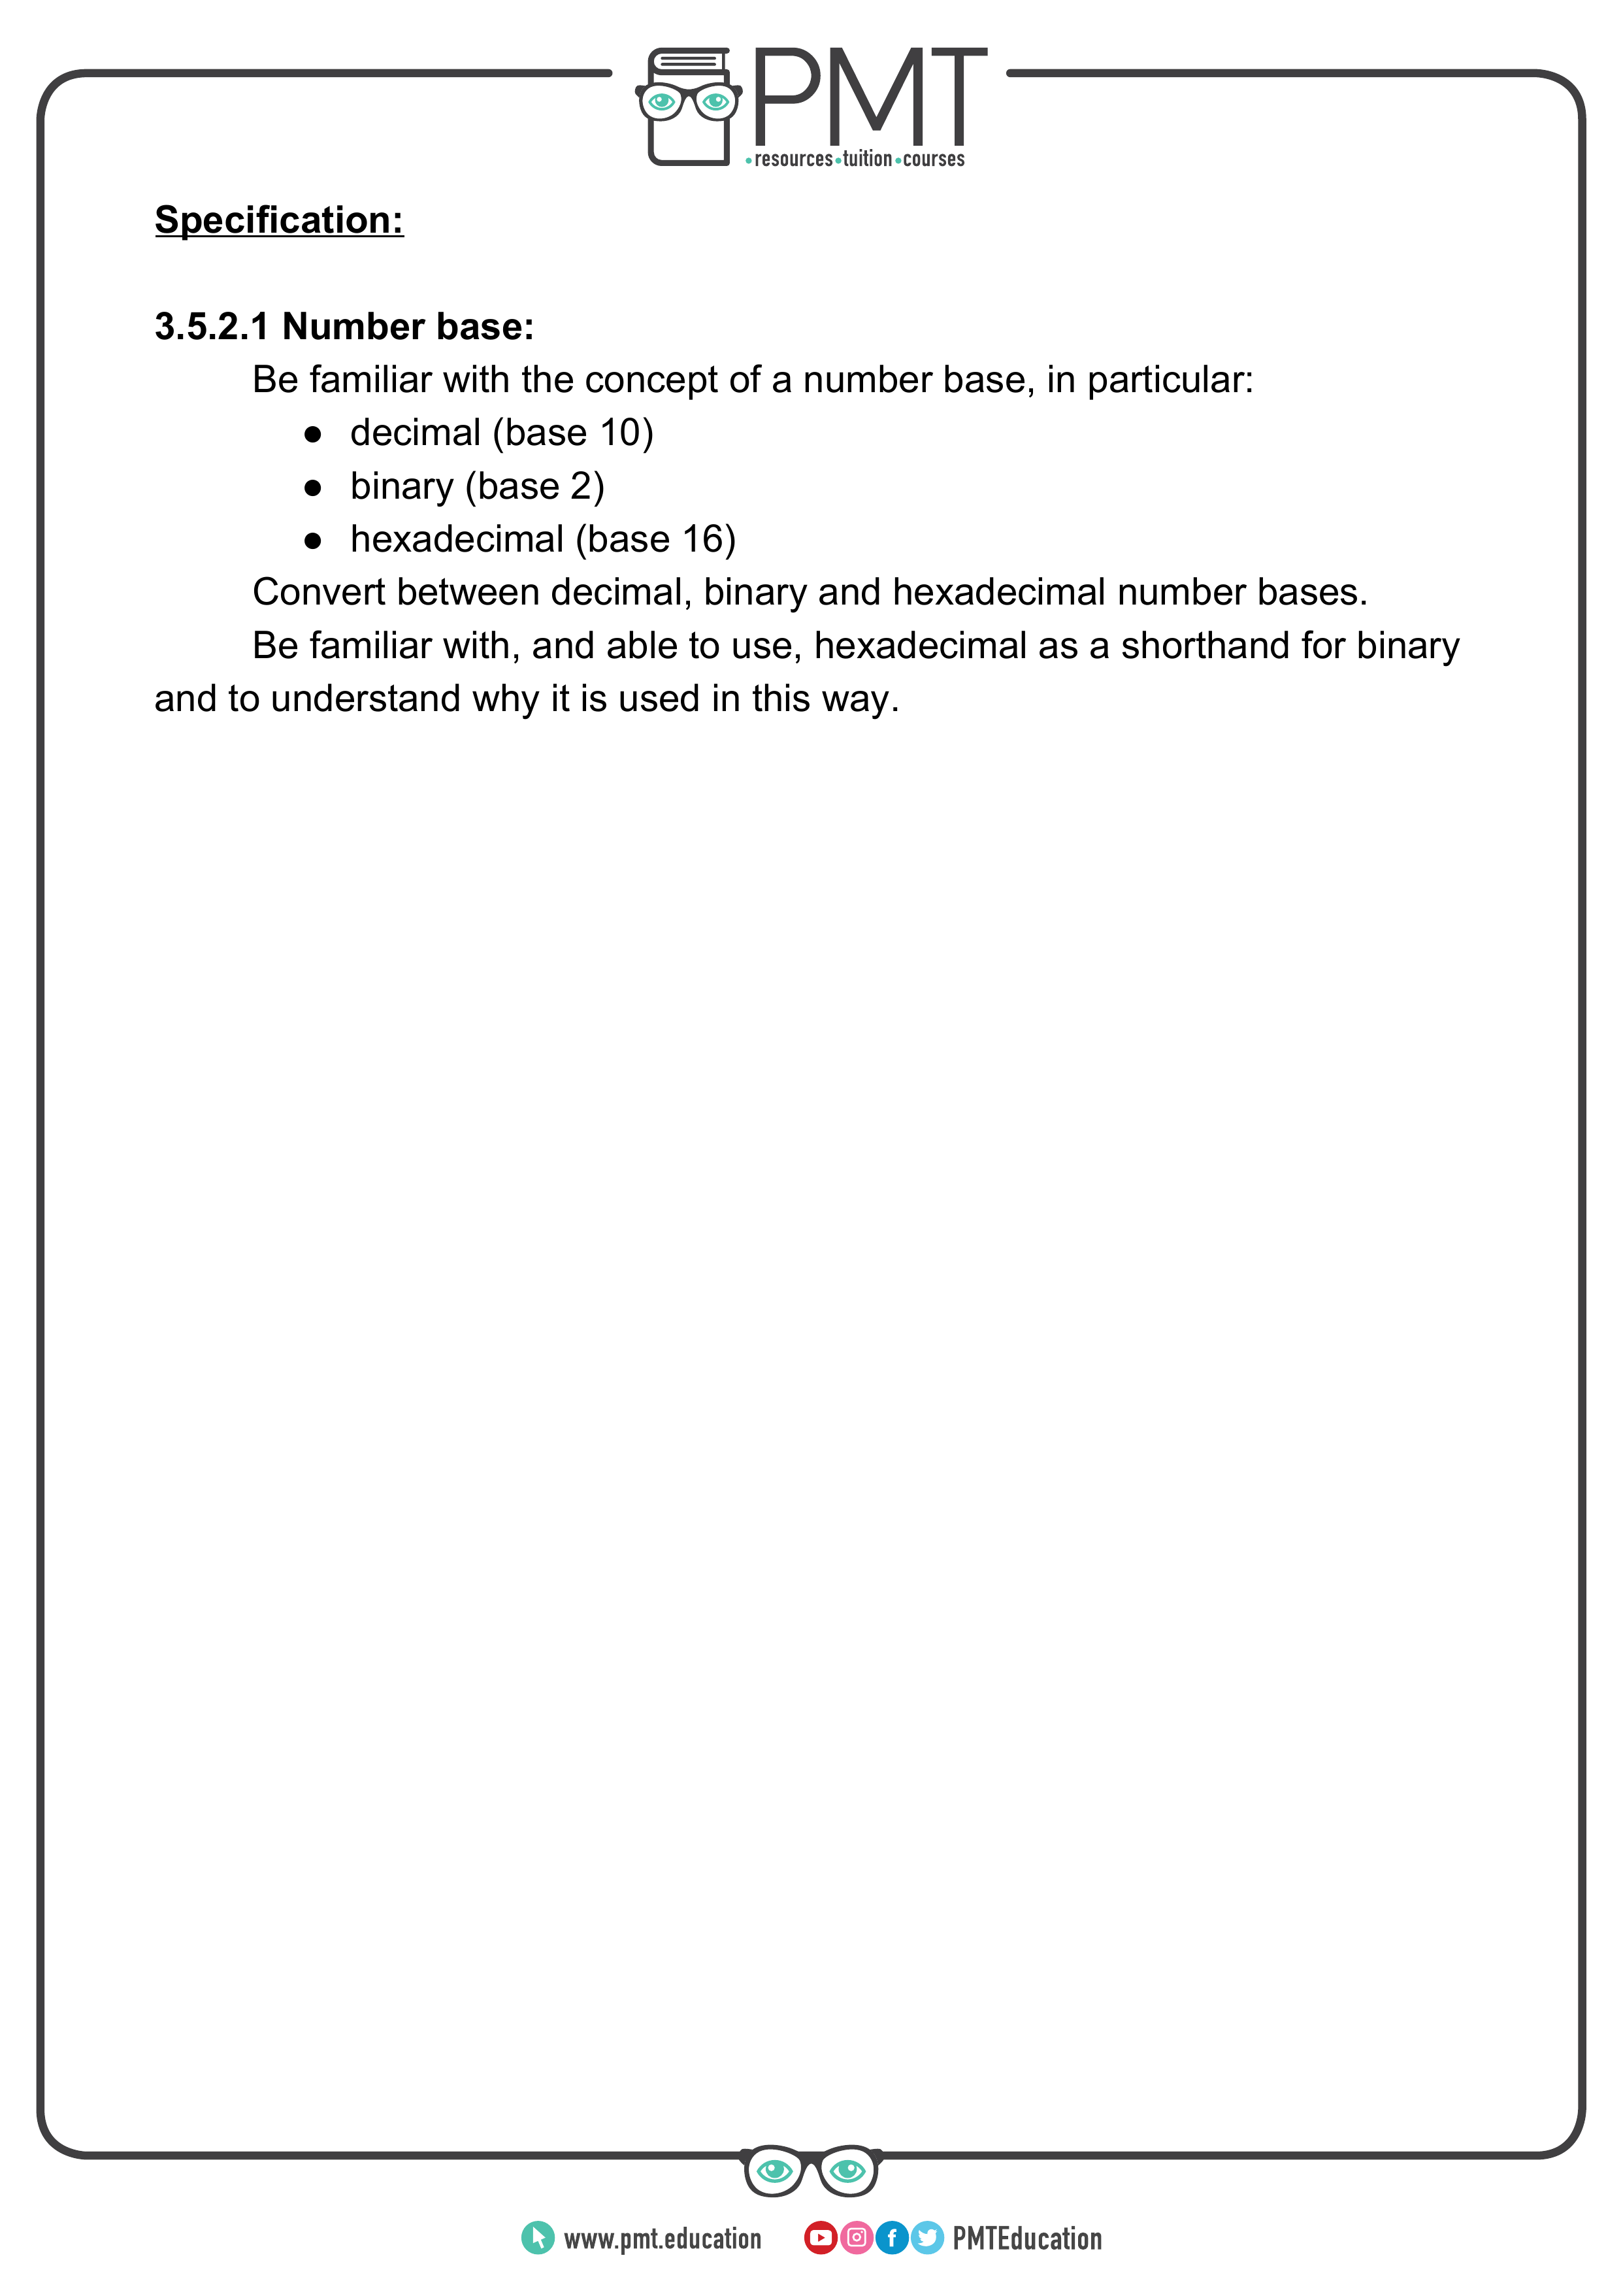 PMT
•resources•tuition•courses
Specification:
3.5.2.1 Number base:
Be familiar with the concept of a number base, in particular:
● decimal (base 10)
● binary (base 2)
● hexadecimal (base 16)
Convert between decimal, binary and hexadecimal number bases.
Be familiar with, and able to use, hexadecimal as a shorthand for binary
and to understand why it is used in this way.
www.pmt.education
PMTEducation